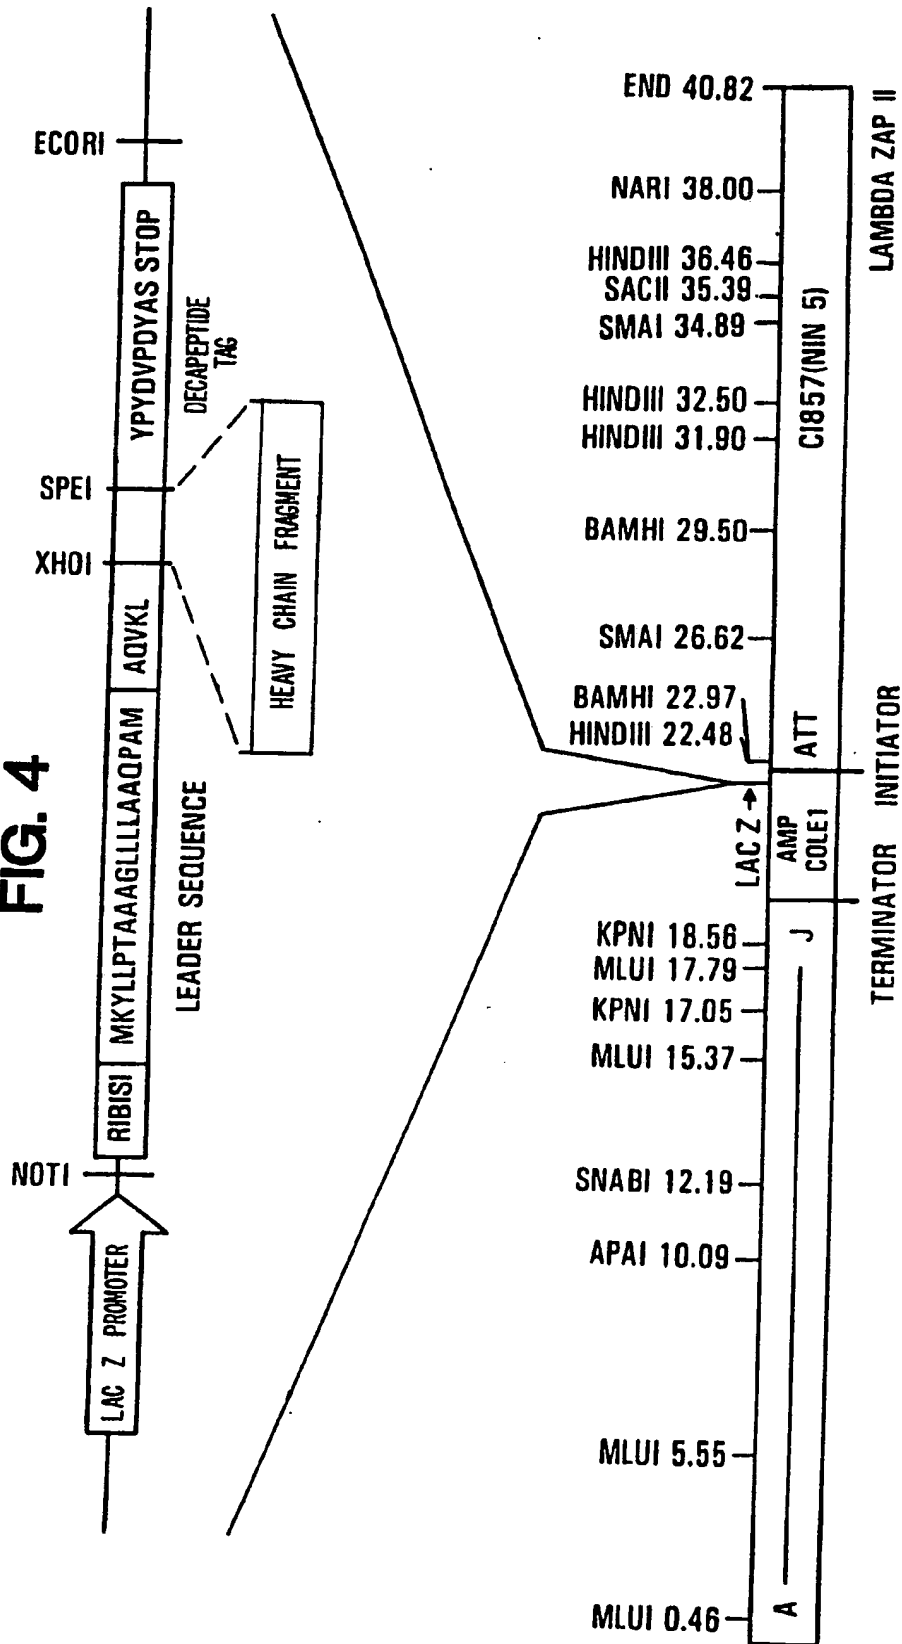 FIG. 4
LAC Z PROMOTER
NOTI
RIBISI
MKYLLPTAAAGLLLLAAQPAM
AQVKL
LEADER SEQUENCE
XHOI
SPEI
YPYDVPDYAS STOP
DECAPEPTIDE
TAG
ECORI
HEAVY CHAIN FRAGMENT
END 40.82
NARI 38.00
HINDIII 36.46
SACII 35.39
SMAI 34.89
HINDIII 32.50
HINDIII 31.90
BAMHI 29.50
SMAI 26.62
BAMHI 22.97
HINDIII 22.48
LAC Z
KPNI 18.56
MLUI 17.79
KPNI 17.05
MLUI 15.37
SNABI 12.19
APAI 10.09
MLUI 5.55
MLUI 0.46
A
J
AMP
COLE1
ATT
CI857(NIN 5)
TERMINATOR
INITIATOR
LAMBDA ZAP II